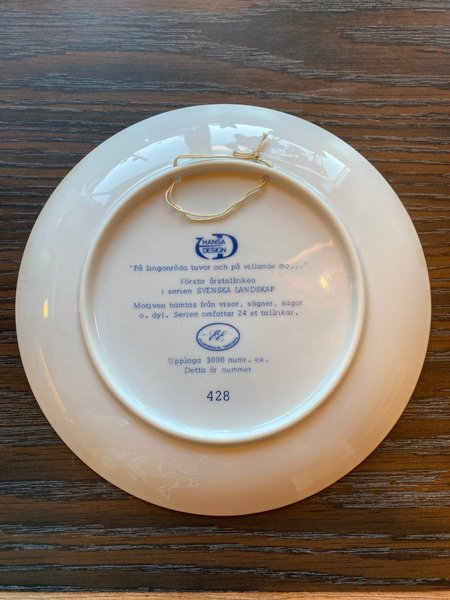 HANSA
DESIGN
"På lingonröda tuvor och på villande mo..."
Första årstallriken
i serien SVENSKA LANDSKAP
Motiven hämtas från visor, sägner, sagor
o. dyl. Serien omfattar 24 st tallrikar.
Upplaga 3000 numr. ex.
Detta är nummer
428